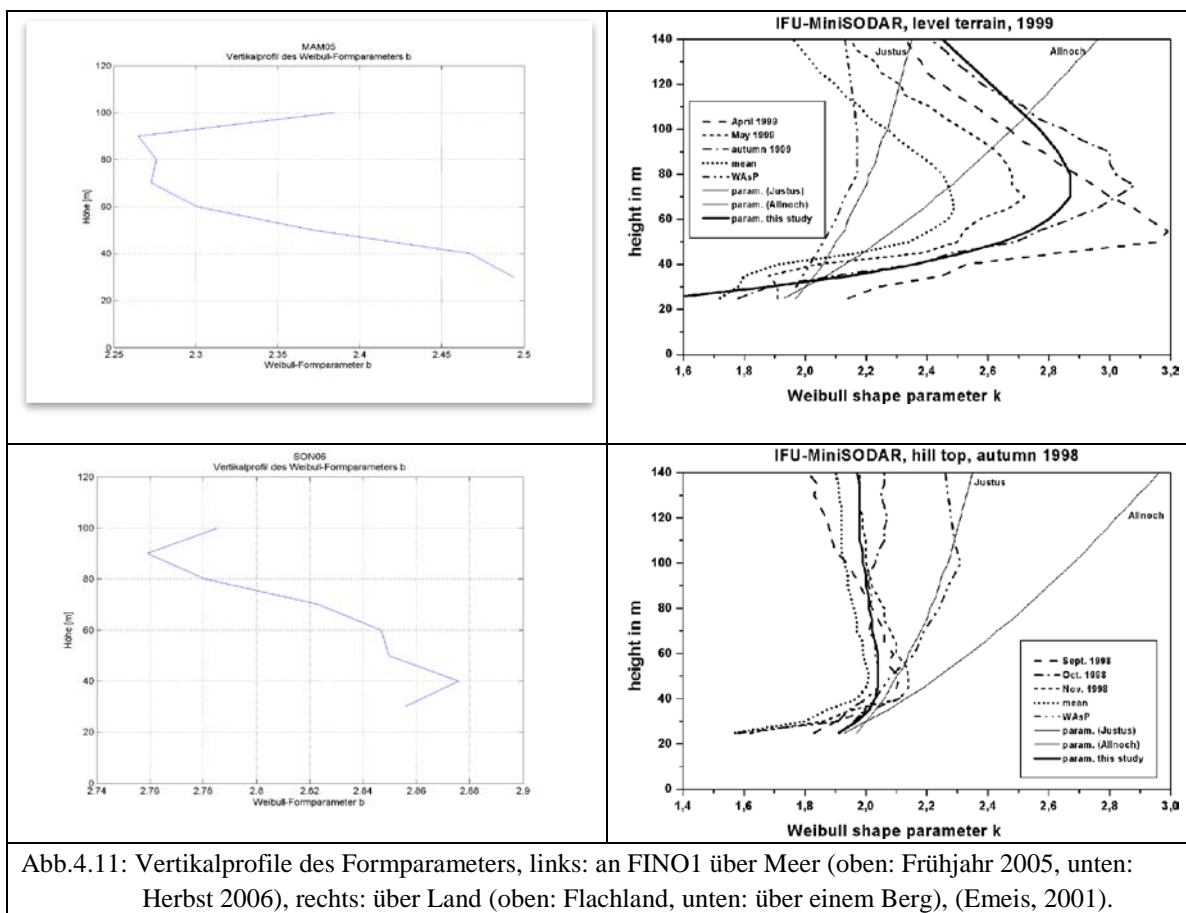 MAM05
Vertikalprofil des Weibull-Formparameters b
120
100
80
60
40
20
0
Höhe [m]
2.25 2.3 2.35 2.4 2.45 2.5
Weibull-Formparameter b
IFU-MiniSODAR, level terrain, 1999
140
120
100
80
60
40
20
0
height in m
Justus
Allnoch
April 1999
May 1999
autumn 1999
mean
WAsP
param. (Justus)
param. (Allnoch)
param. this study
1,6 1,8 2,0 2,2 2,4 2,6 2,8 3,0 3,2
Weibull shape parameter k
SON06
Vertikalprofil des Weibull-Formparameters b
120
100
80
60
40
20
0
Höhe [m]
2.74 2.76 2.78 2.8 2.82 2.84 2.86 2.88 2.9
Weibull-Formparameter b
IFU-MiniSODAR, hill top, autumn 1998
140
120
100
80
60
40
20
0
height in m
Justus
Allnoch
Sept. 1998
Oct. 1998
Nov. 1998
mean
WAsP
param. (Justus)
param. (Allnoch)
param. this study
1,4 1,6 1,8 2,0 2,2 2,4 2,6 2,8 3,0
Weibull shape parameter k
Abb.4.11: Vertikalprofile des Formparameters, links: an FINO1 über Meer (oben: Frühjahr 2005, unten:
Herbst 2006), rechts: über Land (oben: Flachland, unten: über einem Berg), (Emeis, 2001).